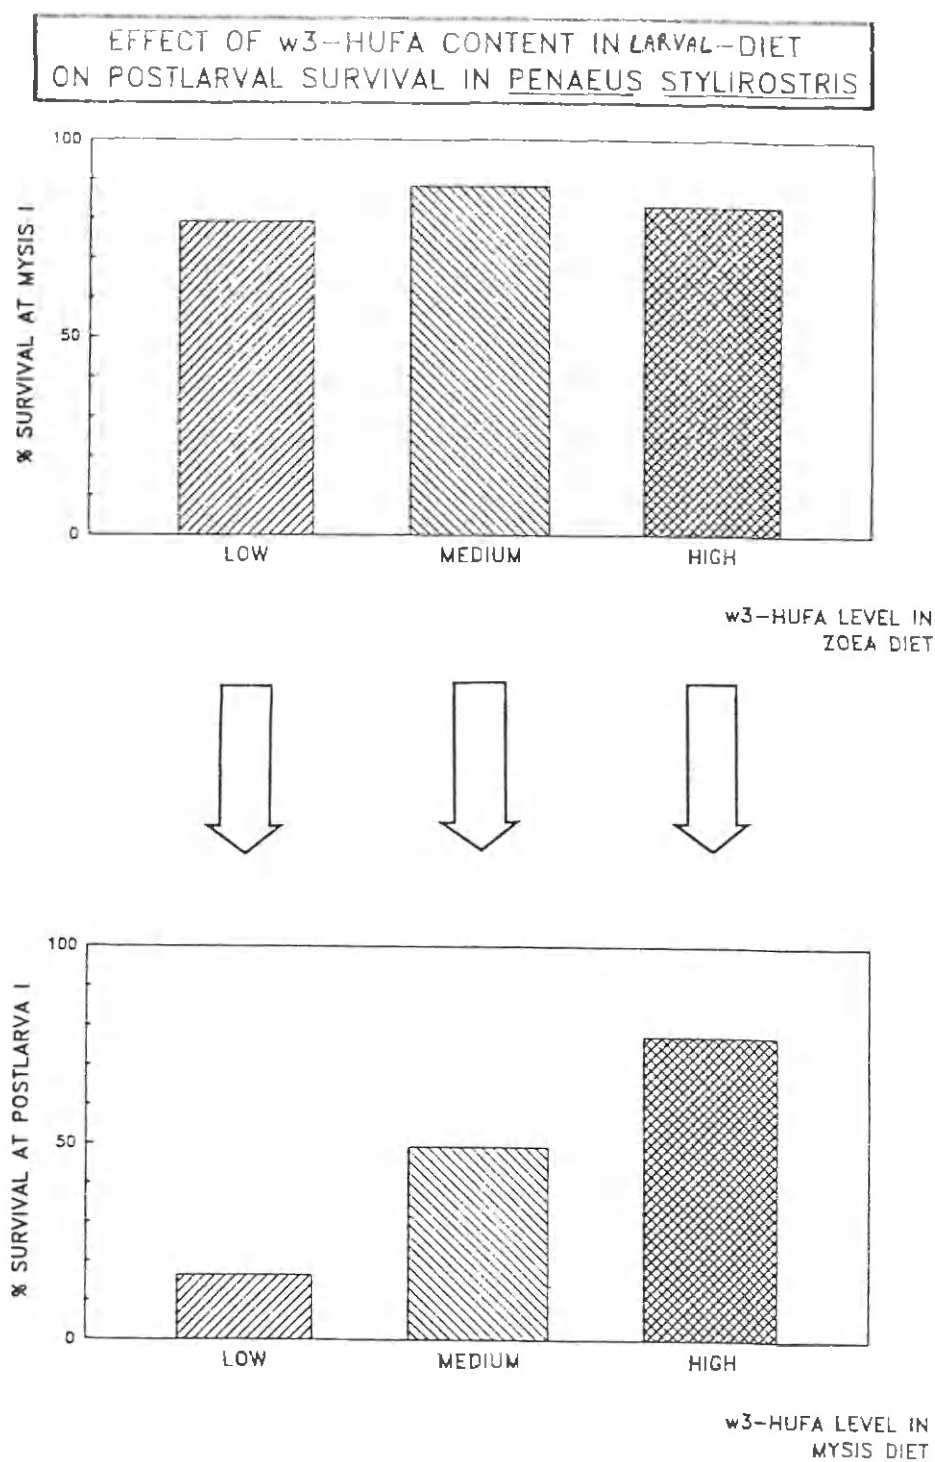 EFFECT OF w3-HUFA CONTENT IN LARVAL-DIET
ON POSTLARVAL SURVIVAL IN PENAEUS STYLIROSTRIS
% SURVIVAL AT MYSIS I
100
50
0
LOW MEDIUM HIGH
w3-HUFA LEVEL IN
ZOEA DIET
% SURVIVAL AT POSTLARVA I
100
50
0
LOW MEDIUM HIGH
w3-HUFA LEVEL IN
MYSIS DIET